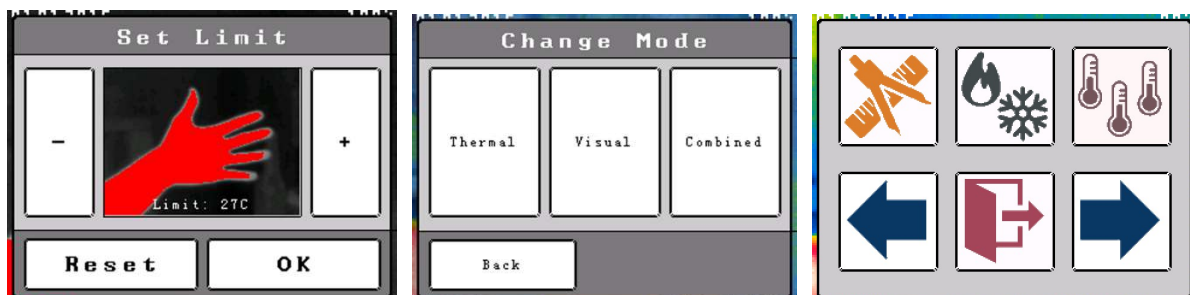 Set Limit
-
+
Limit: 27C
Reset
OK
Change Mode
Thermal
Visual
Combined
Back